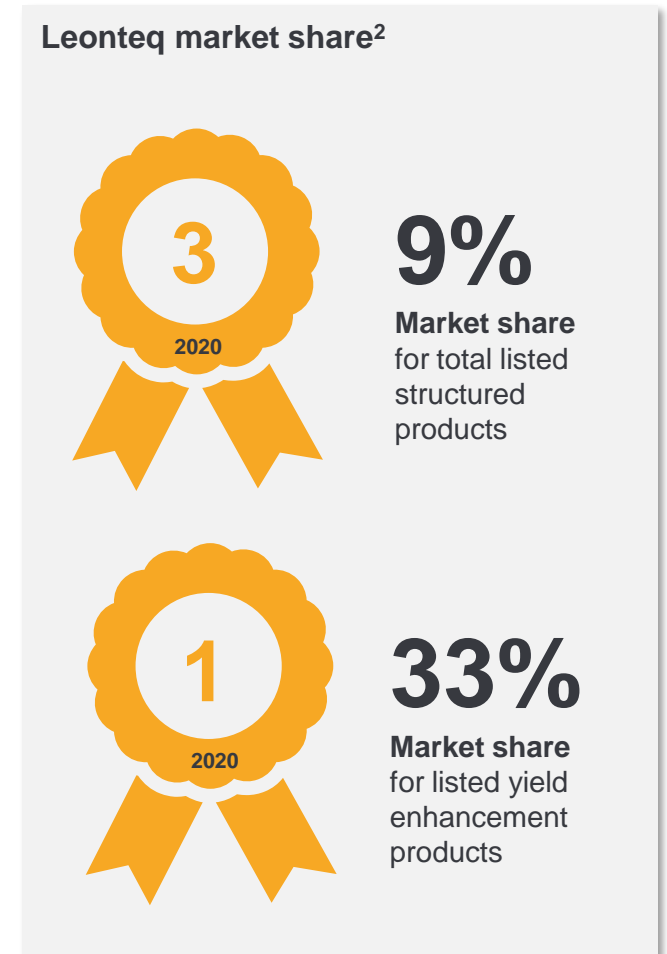 Leonteq market share²
3
2020
9%
Market share
for total listed
structured
products
1
2020
33%
Market share
for listed yield
enhancement
products